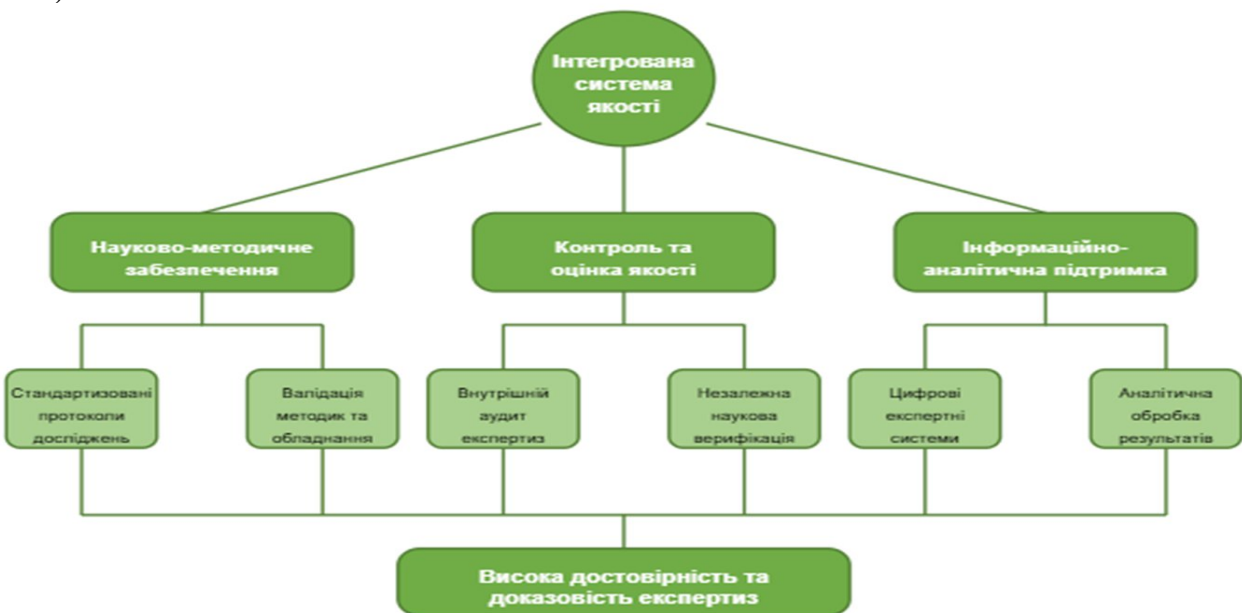 Інтегрована
система
якості
Науково-методичне
забезпечення
Контроль та
оцінка якості
Інформаційно-
аналітична підтримка
Стандартизовані
протоколи
досліджень
Валідація
методик та
обладнання
Внутрішній
аудит
експертиз
Незалежна
наукова
верифікація
Цифрові
експертні
системи
Аналітична
обробка
результатів
Висока достовірність та
доказовість експертиз